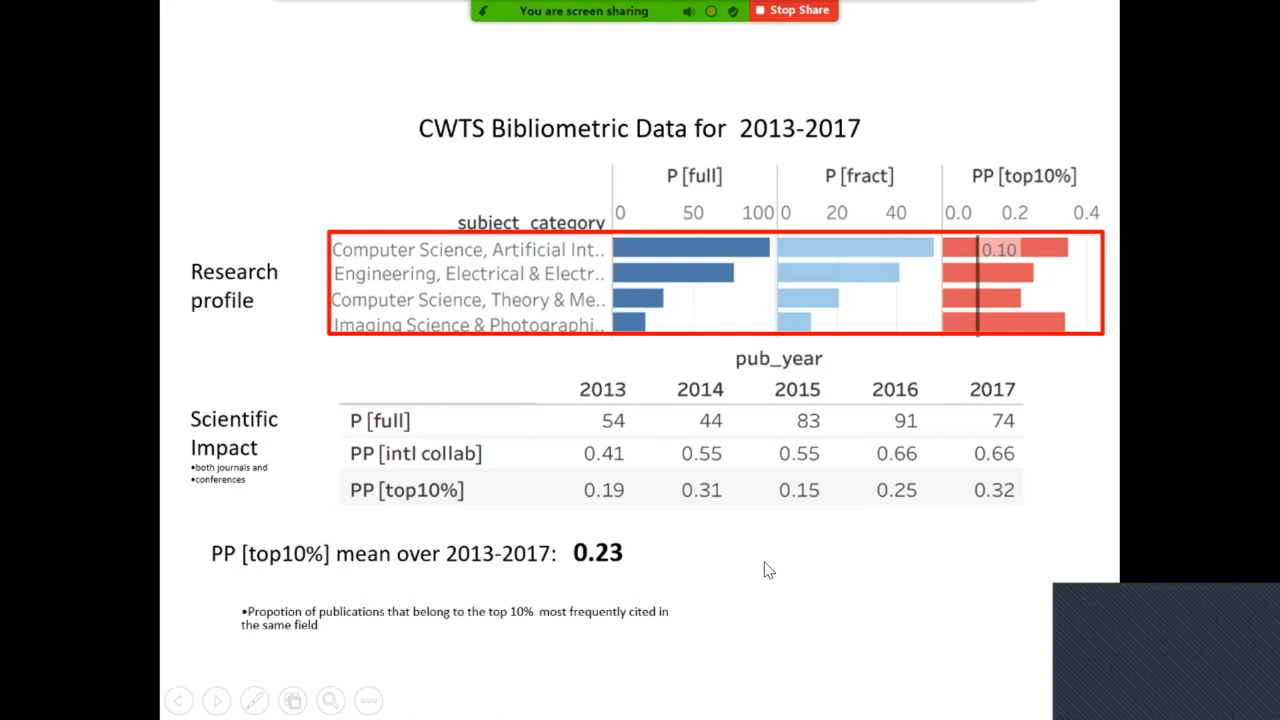 You are screen sharing
Stop Share
CWTS Bibliometric Data for 2013-2017
P [full] P [fract] PP [top10%]
subject_category 0 50 100 0 20 40 0.0 0.2 0.4
Research profile
Computer Science, Artificial Int.. 0.10
Engineering, Electrical & Electr..
Computer Science, Theory & Me..
Imaging Science & Photographi..
pub_year
2013 2014 2015 2016 2017
Scientific
Impact
•both journals and
•conferences
P [full] 54 44 83 91 74
PP [intl collab] 0.41 0.55 0.55 0.66 0.66
PP [top10%] 0.19 0.31 0.15 0.25 0.32
PP [top10%] mean over 2013-2017: 0.23
•Propotion of publications that belong to the top 10% most frequently cited in
the same field